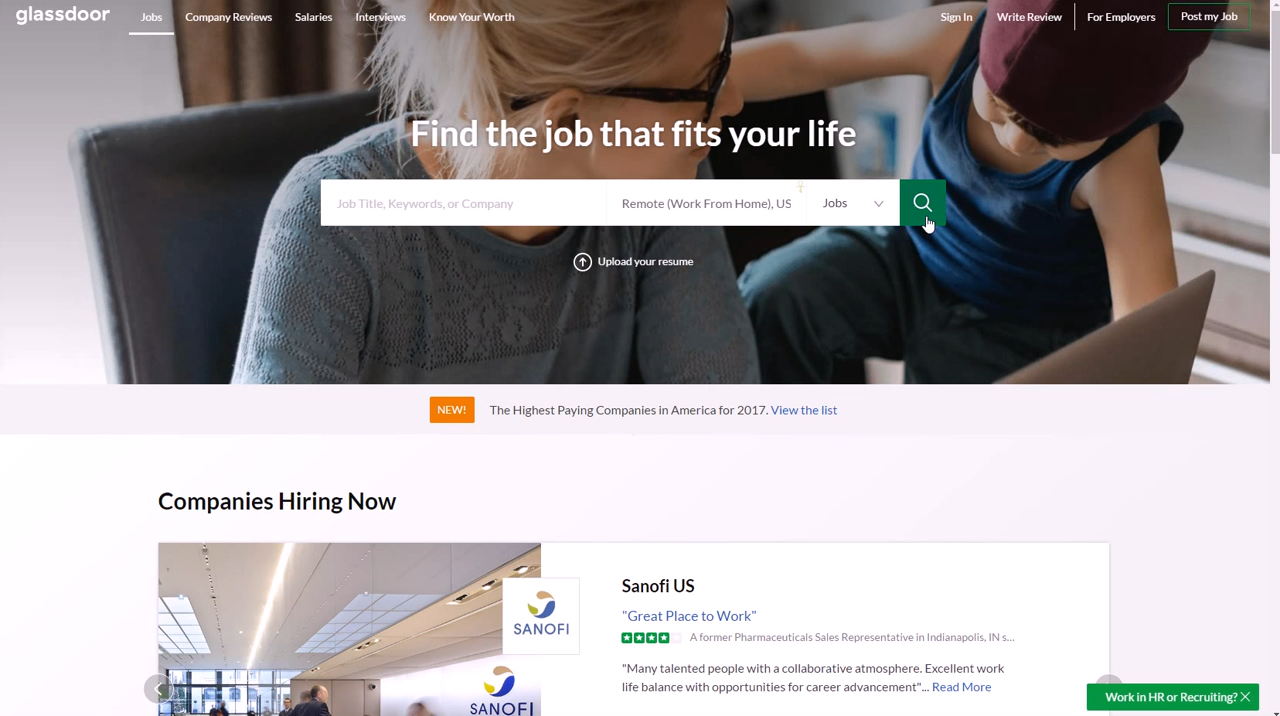 glassdoor
Jobs
Company Reviews
Salaries
Interviews
Know Your Worth
Sign In
Write Review
For Employers
Post my Job
Find the job that fits your life
Job Title, Keywords, or Company
Remote (Work From Home), US
Jobs
Upload your resume
NEW!
The Highest Paying Companies in America for 2017. View the list
Companies Hiring Now
SANOFI
SANOFI
Sanofi US
"Great Place to Work"
A former Pharmaceuticals Sales Representative in Indianapolis, IN s...
"Many talented people with a collaborative atmosphere. Excellent work
life balance with opportunities for career advancement"... Read More
Work in HR or Recruiting?